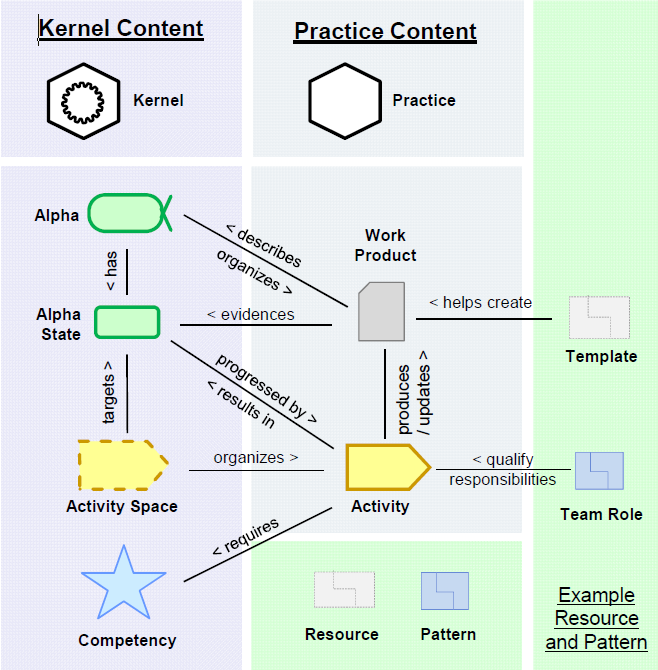 Kernel Content
Practice Content
Kernel
Practice
Alpha
< describes
organizes >
Work
Product
< has
Alpha
State
< evidences
< helps create
Template
targets >
progressed by >
< results in
produces
/ updates >
Activity Space
organizes >
Activity
< qualify
responsibilities
Team Role
< requires
Competency
Resource
Pattern
Example
Resource
and Pattern